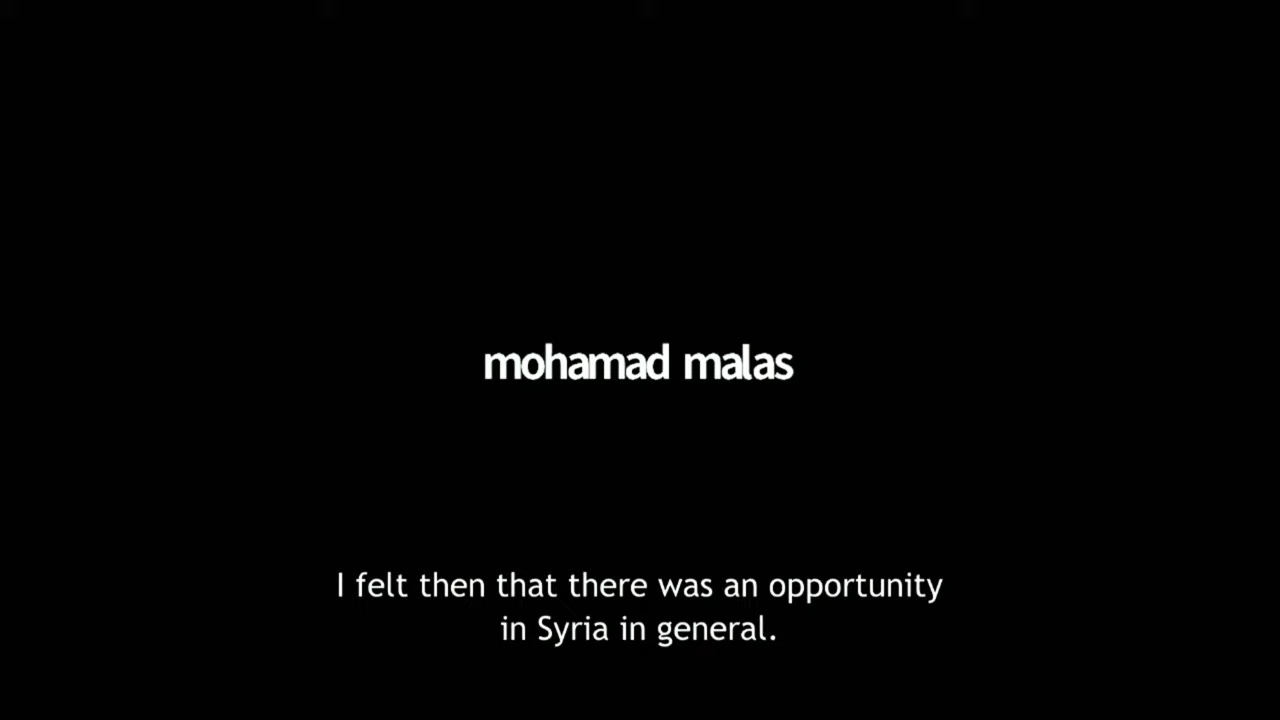 mohamad malas
I felt then that there was an opportunity
in Syria in general.